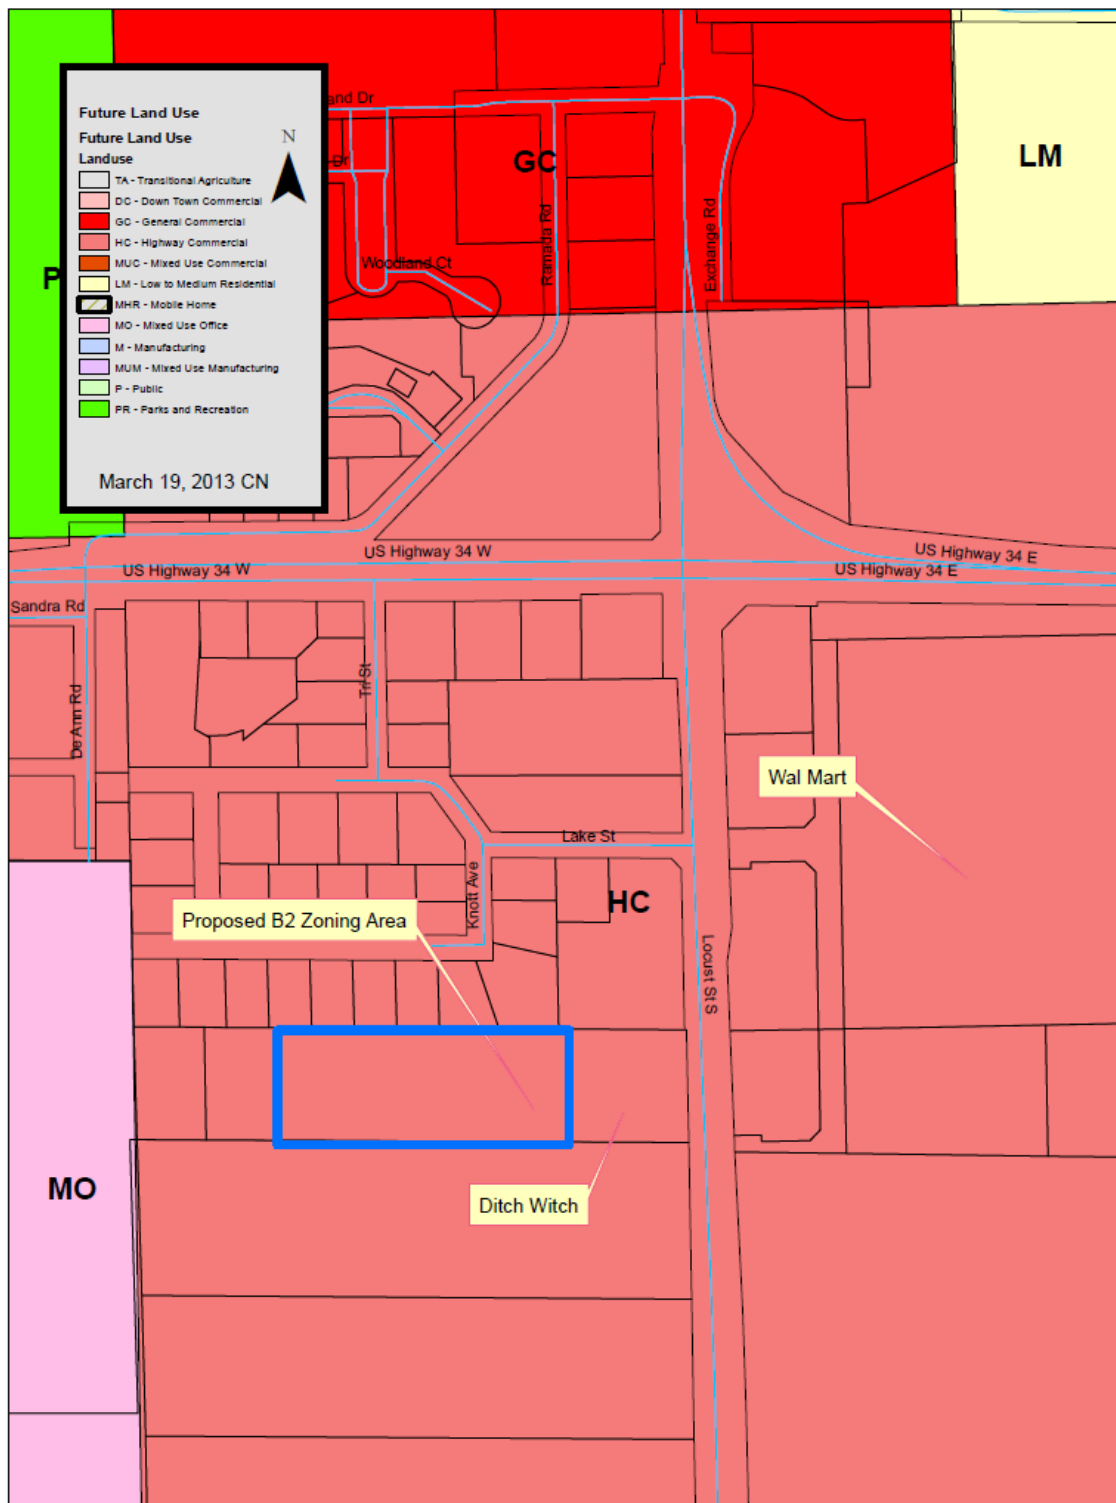 Future Land Use
Future Land Use
N
Landuse
TA - Transitional Agriculture
DC - Down Town Commercial
GC - General Commercial
HC - Highway Commercial
MUC - Mixed Use Commercial
LM - Low to Medium Residential
MHR - Mobile Home
MO - Mixed Use Office
M - Manufacturing
MUM - Mixed Use Manufacturing
P - Public
PR - Parks and Recreation
March 19, 2013 CN
and Dr
Dr
GC
LM
P
Ramada Rd
Exchange Rd
Woodland Ct
US Highway 34 W
US Highway 34 E
US Highway 34 W
US Highway 34 E
Sandra Rd
De Ann Rd
Tri St
Wal Mart
Lake St
Knott Ave
HC
Proposed B2 Zoning Area
Locust St S
MO
Ditch Witch